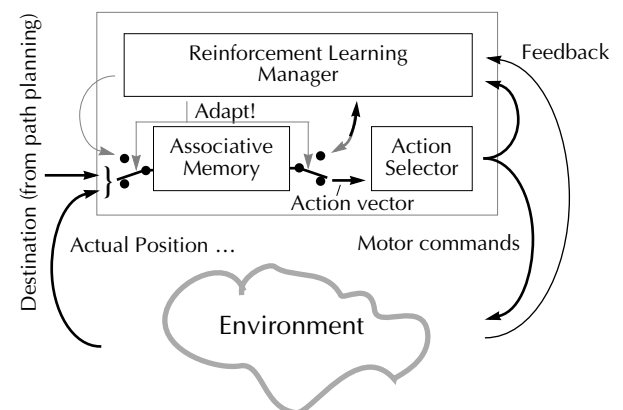 Destination (from path planning)
Reinforcement Learning
Manager
Feedback
Adapt!
Associative
Memory
Action
Selector
}
Action vector
Actual Position …
Motor commands
Environment